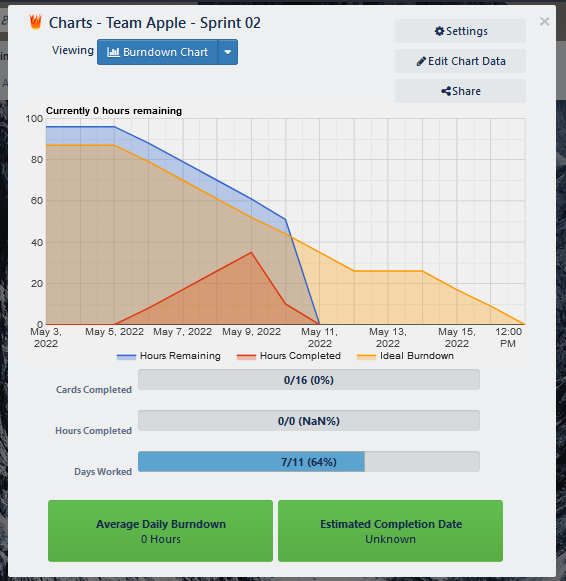 Charts - Team Apple - Sprint 02
×
Viewing
Burndown Chart
Settings
Edit Chart Data
Share
Currently 0 hours remaining
100
80
60
40
20
0
May 3, 2022
May 5, 2022
May 7, 2022
May 9, 2022
May 11, 2022
May 13, 2022
May 15, 2022
12:00 PM
Hours Remaining
Hours Completed
Ideal Burndown
Cards Completed
0/16 (0%)
Hours Completed
0/0 (NaN%)
Days Worked
7/11 (64%)
Average Daily Burndown
0 Hours
Estimated Completion Date
Unknown